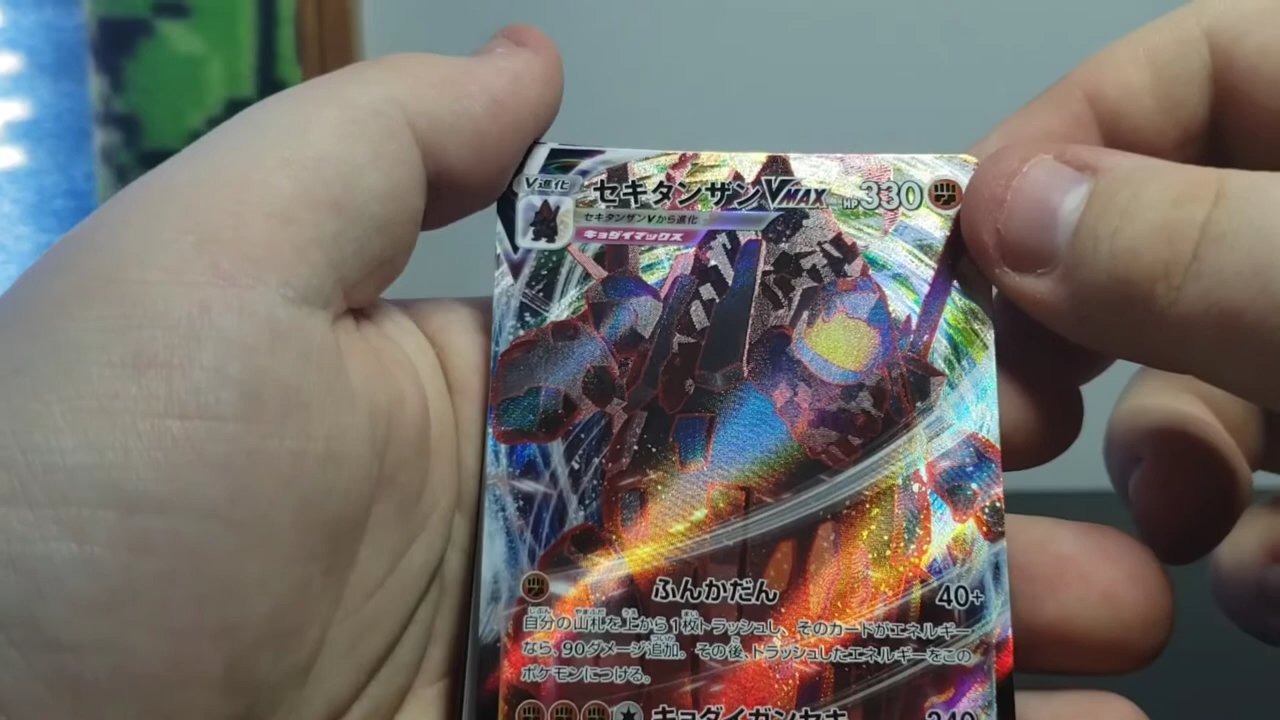 V進化
セキタンザンVMAX HP330
セキタンザンVから進化
キョダイマックス
ふんかだん 40+
自分の山札を上から1枚トラッシュし、そのカードがエネルギー
なら、90ダメージ追加。その後、トラッシュしたエネルギーをこの
ポケモンにつける。
キョダイガンセキ 240